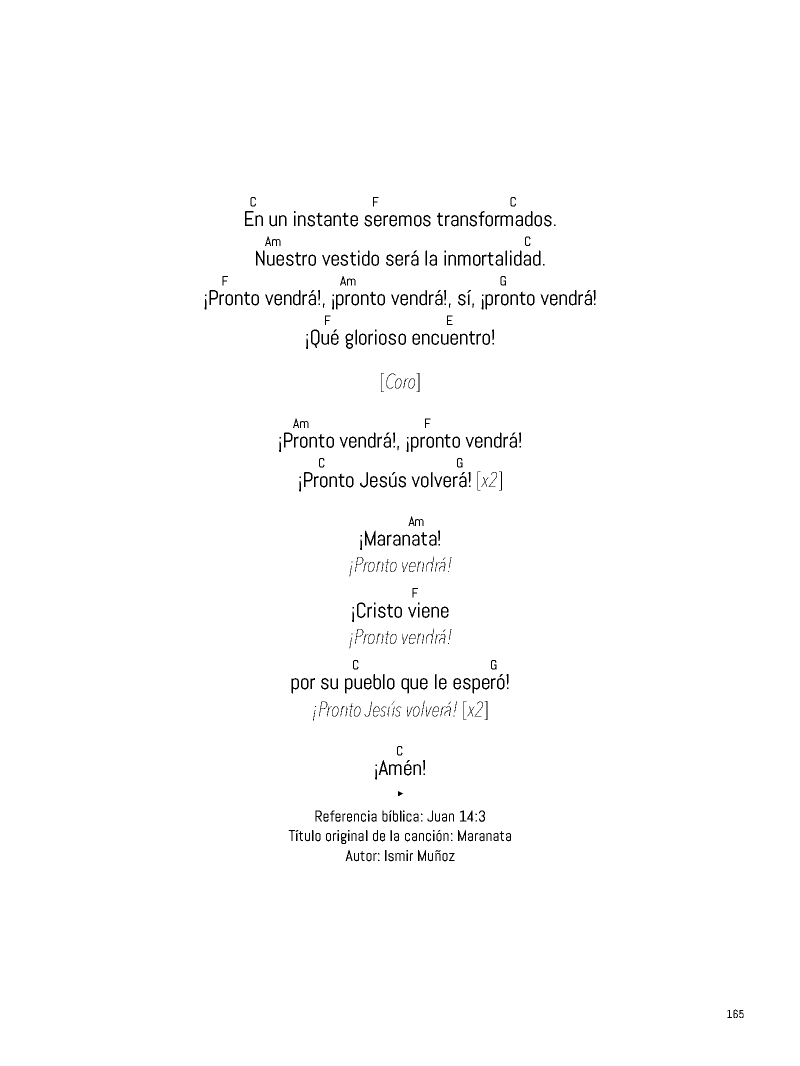 C F C
En un instante seremos transformados.
Am C
Nuestro vestido será la inmortalidad.
F Am G
¡Pronto vendrá!, ¡pronto vendrá!, sí, ¡pronto vendrá!
F E
¡Qué glorioso encuentro!
[Coro]
Am F
¡Pronto vendrá!, ¡pronto vendrá!
C G
¡Pronto Jesús volverá! [x2]
Am
¡Maranata!
¡Pronto vendrá!
F
¡Cristo viene
¡Pronto vendrá!
C G
por su pueblo que le esperó!
¡Pronto Jesús volverá! [x2]
C
¡Amén!
Referencia bíblica: Juan 14:3
Título original de la canción: Maranata
Autor: Ismir Muñoz
165